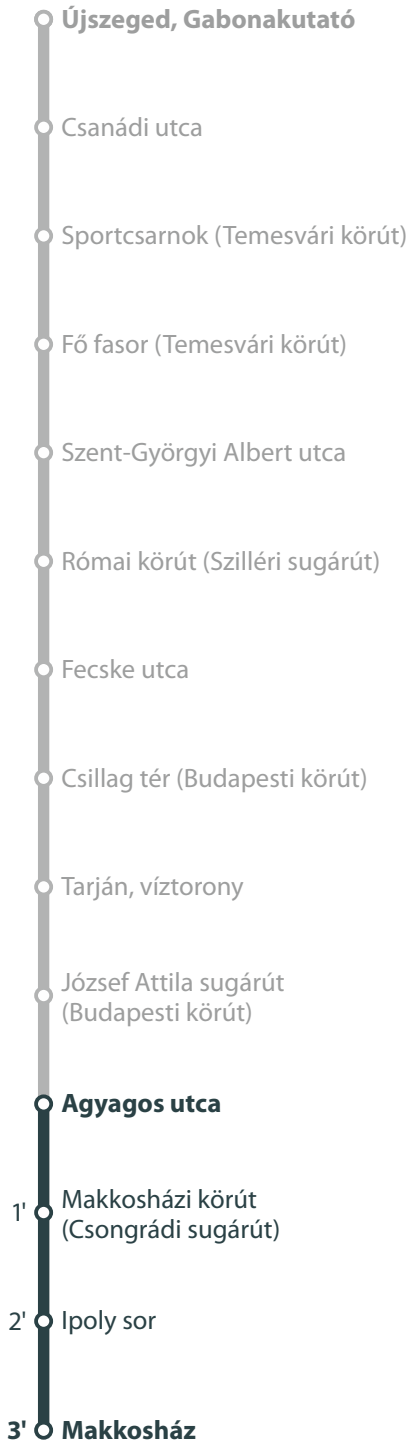 Újszeged, Gabonakutató
Csanádi utca
Sportcsarnok (Temesvári körút)
Fő fasor (Temesvári körút)
Szent-Györgyi Albert utca
Római körút (Szilléri sugárút)
Fecske utca
Csillag tér (Budapesti körút)
Tarján, víztorony
József Attila sugárút
(Budapesti körút)
Agyagos utca
1' Makkosházi körút
(Csongrádi sugárút)
2' Ipoly sor
3' Makkosház